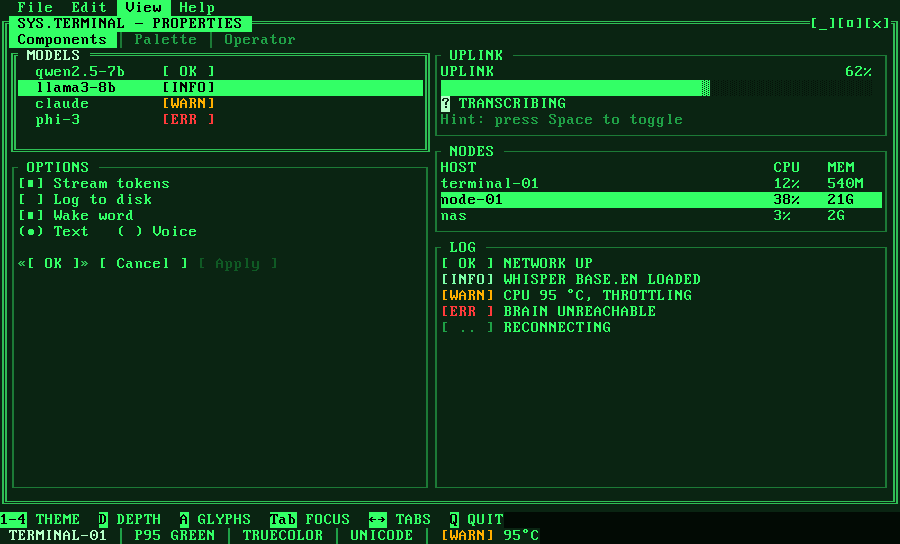 File Edit View Help
SYS.TERMINAL — PROPERTIES [_][o][x]
Components | Palette | Operator
MODELS
qwen2.5-7b [ OK ]
llama3-8b [INFO]
claude [WARN]
phi-3 [ERR ]
OPTIONS
[■] Stream tokens
[ ] Log to disk
[■] Wake word
(•) Text ( ) Voice
«[ OK ]» [ Cancel ] [ Apply ]
UPLINK
UPLINK 62%
? TRANSCRIBING
Hint: press Space to toggle
NODES
HOST CPU MEM
terminal-01 12% 540M
node-01 38% 21G
nas 3% 2G
LOG
[ OK ] NETWORK UP
[INFO] WHISPER BASE.EN LOADED
[WARN] CPU 95 °C, THROTTLING
[ERR ] BRAIN UNREACHABLE
[ .. ] RECONNECTING
1-4 THEME D DEPTH A GLYPHS Tab FOCUS ↔ TABS Q QUIT
TERMINAL-01 | P95 GREEN | TRUECOLOR | UNICODE | [WARN] 95°C